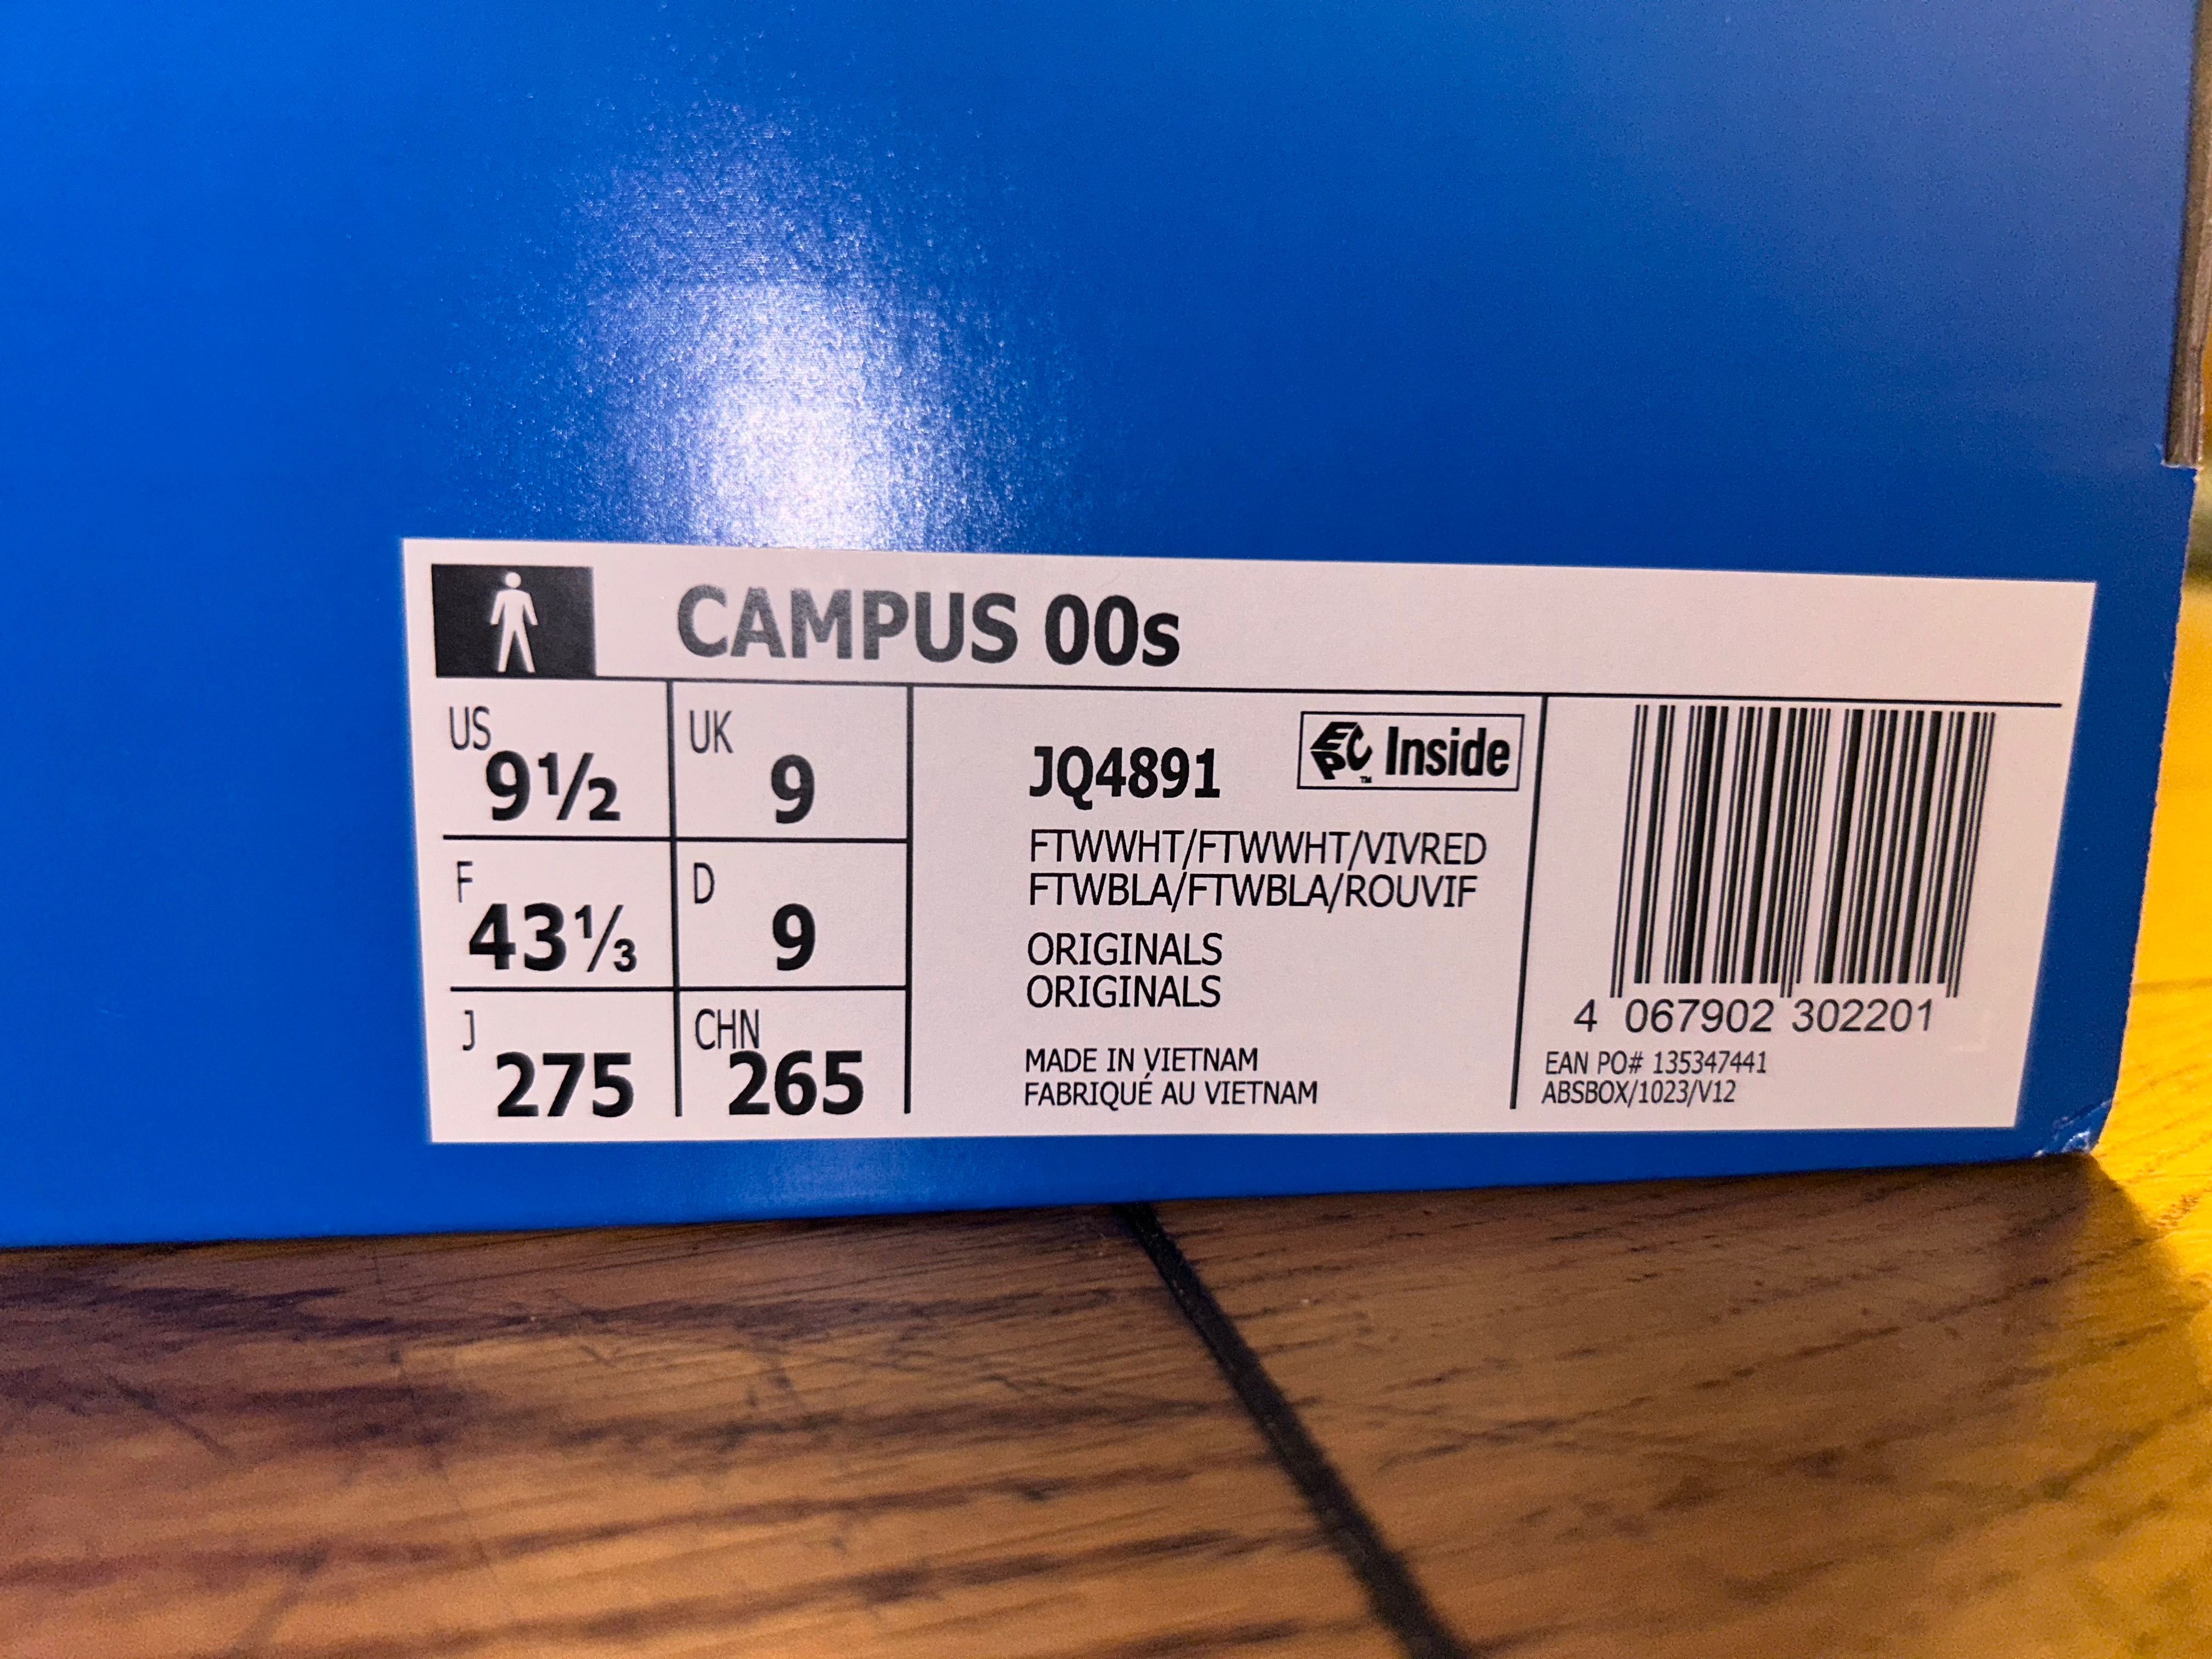 CAMPUS 00s
US
9½
UK
9
F
43⅓
D
9
J
275
CHN
265
JQ4891
EPC Inside
™
FTWWHT/FTWWHT/VIVRED
FTWBLA/FTWBLA/ROUVIF
ORIGINALS
ORIGINALS
MADE IN VIETNAM
FABRIQUÉ AU VIETNAM
4 067902 302201
EAN PO# 135347441
ABSBOX/1023/V12